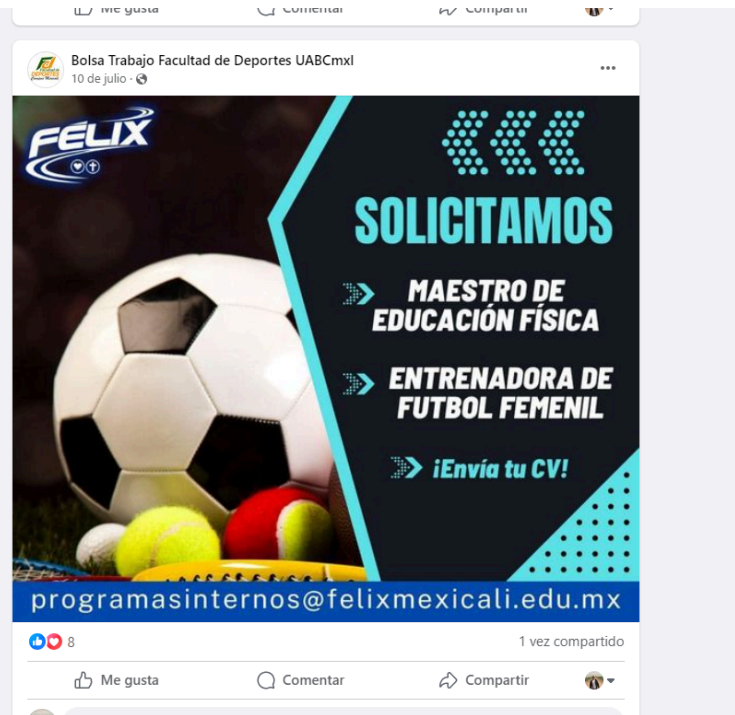 Me gusta
Comentar
Compartir
Bolsa Trabajo Facultad de Deportes UABCmxl
10 de julio ·
FÉLIX
SOLICITAMOS
MAESTRO DE
EDUCACIÓN FÍSICA
ENTRENADORA DE
FUTBOL FEMENIL
¡Envía tu CV!
programasinternos@felixmexicali.edu.mx
8
1 vez compartido
Me gusta
Comentar
Compartir